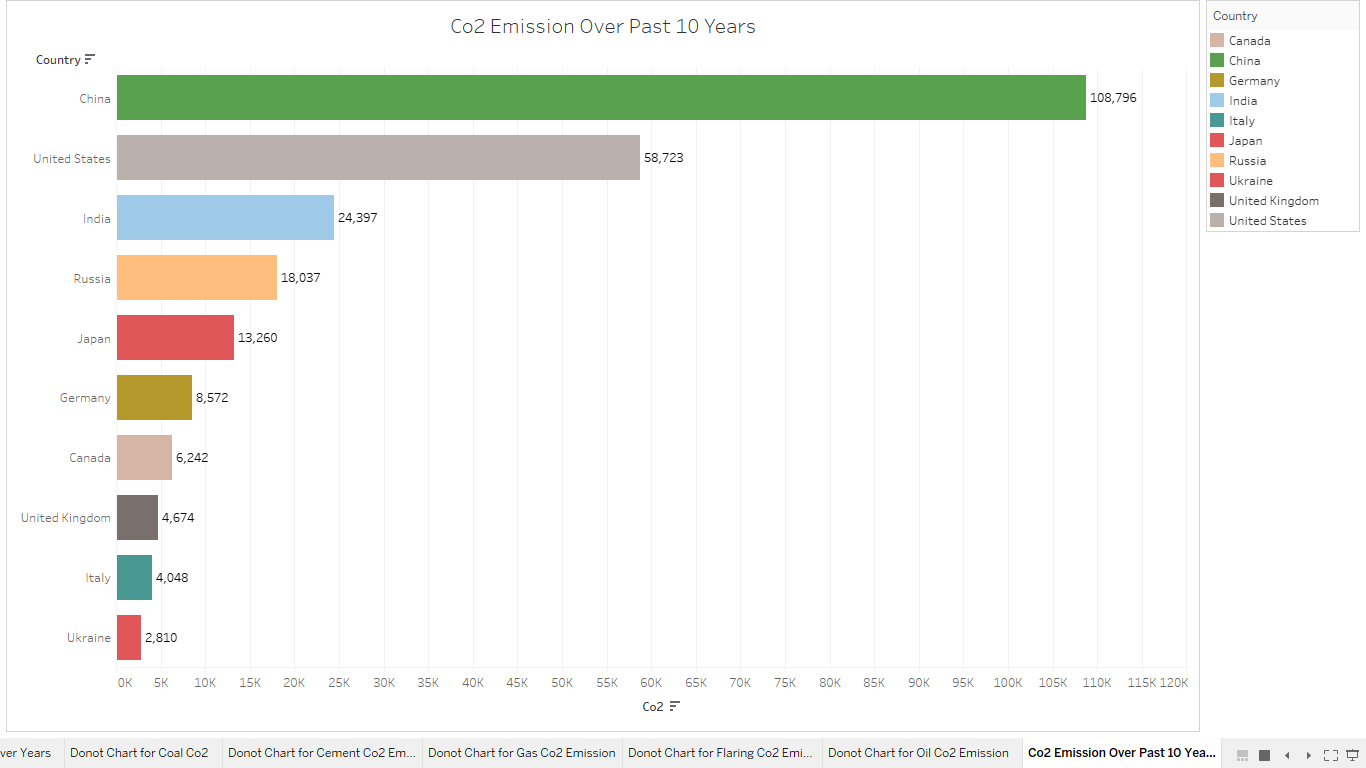 Co2 Emission Over Past 10 Years
Country
China
108,796
United States
58,723
India
24,397
Russia
18,037
Japan
13,260
Germany
8,572
Canada
6,242
United Kingdom
4,674
Italy
4,048
Ukraine
2,810
0K 5K 10K 15K 20K 25K 30K 35K 40K 45K 50K 55K 60K 65K 70K 75K 80K 85K 90K 95K 100K 105K 110K 115K 120K
Co2
Country
Canada
China
Germany
India
Italy
Japan
Russia
Ukraine
United Kingdom
United States
ver Years
Donot Chart for Coal Co2
Donot Chart for Cement Co2 Em...
Donot Chart for Gas Co2 Emission
Donot Chart for Flaring Co2 Emi...
Donot Chart for Oil Co2 Emission
Co2 Emission Over Past 10 Yea...